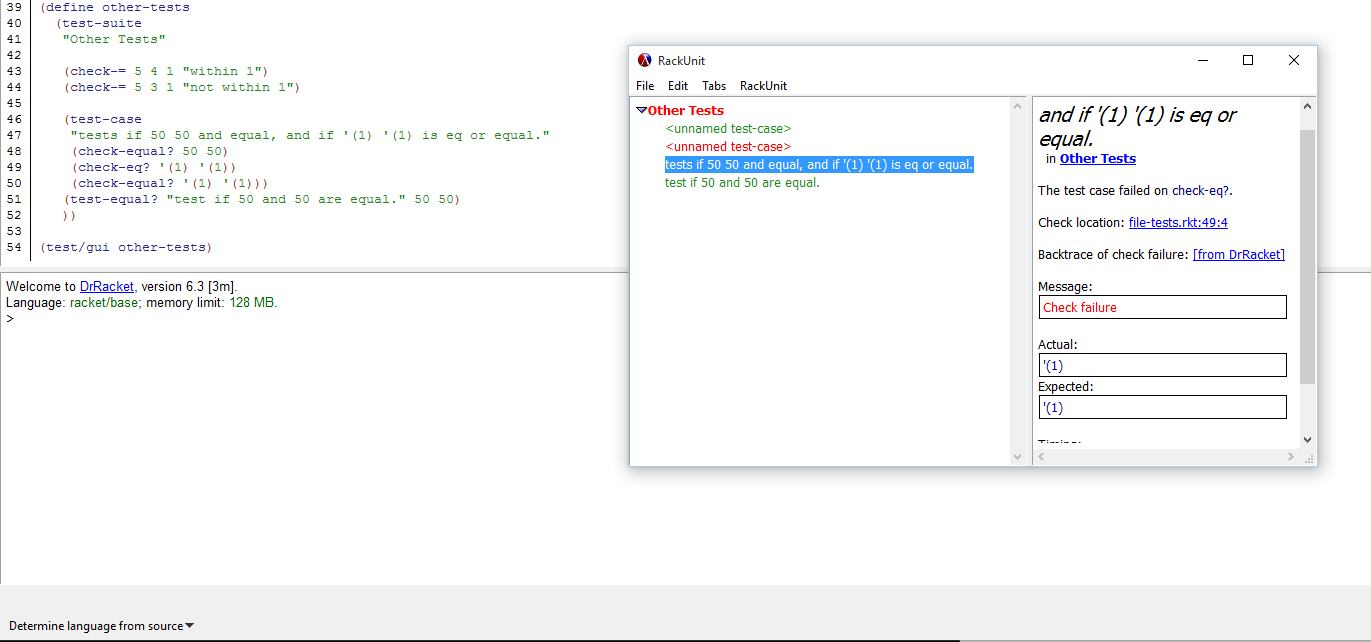 39 (define other-tests
40 (test-suite
41 "Other Tests"
42
43 (check-= 5 4 1 "within 1")
44 (check-= 5 3 1 "not within 1")
45
46 (test-case
47 "tests if 50 50 and equal, and if '(1) '(1) is eq or equal."
48 (check-equal? 50 50)
49 (check-eq? '(1) '(1))
50 (check-equal? '(1) '(1)))
51 (test-equal? "test if 50 and 50 are equal." 50 50)
52 ))
53
54 (test/gui other-tests)
Welcome to DrRacket, version 6.3 [3m].
Language: racket/base; memory limit: 128 MB.
>
RackUnit
File Edit Tabs RackUnit
Other Tests
<unnamed test-case>
<unnamed test-case>
tests if 50 50 and equal, and if '(1) '(1) is eq or equal.
test if 50 and 50 are equal.
and if '(1) '(1) is eq or
equal.
in Other Tests
The test case failed on check-eq?.
Check location: file-tests.rkt:49:4
Backtrace of check failure: [from DrRacket]
Message:
Check failure
Actual:
'(1)
Expected:
'(1)
Timing:
Determine language from source